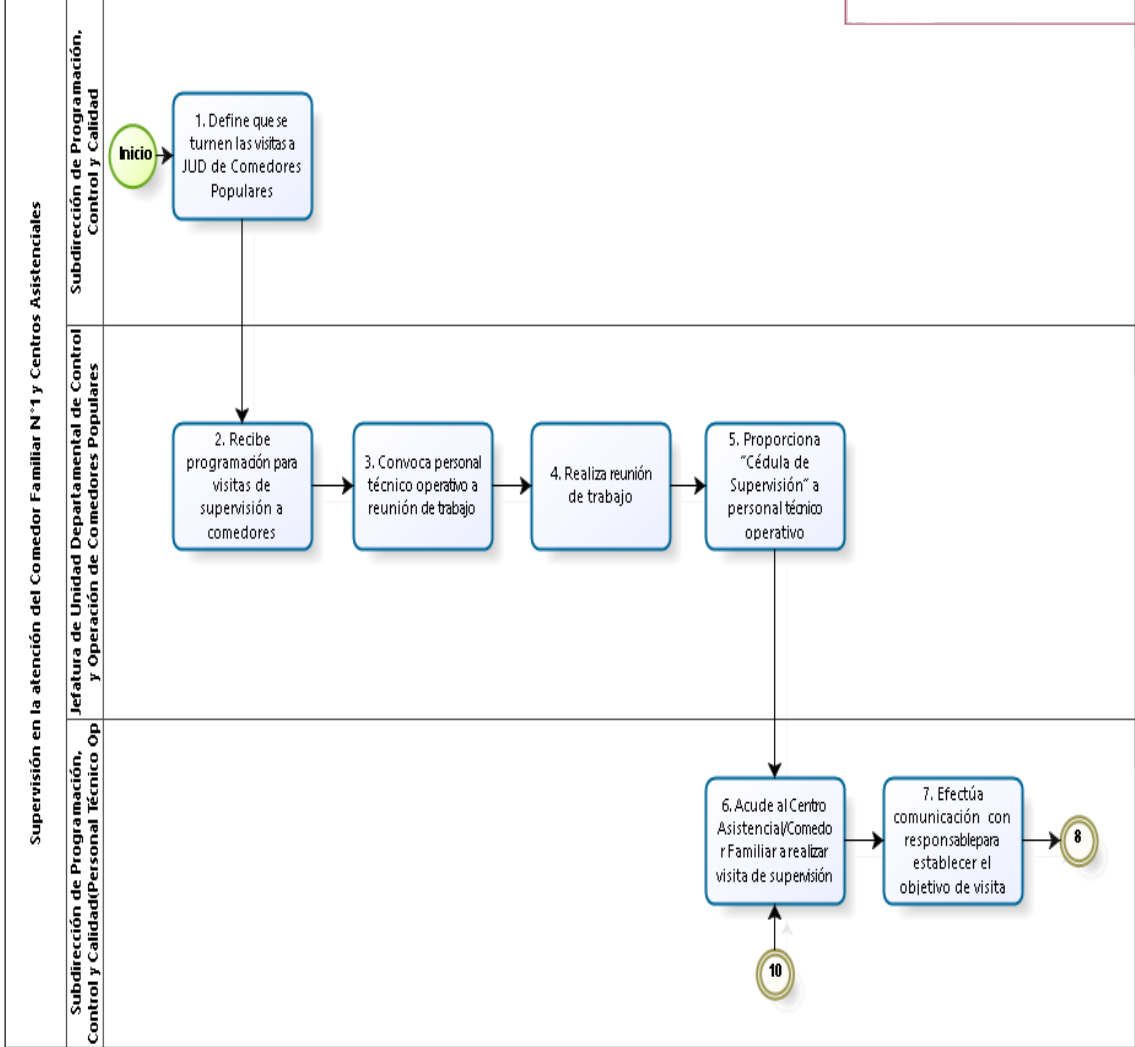 Supervisión en la atención del Comedor Familiar N°1 y Centros Asistenciales
Subdirección de Programación,
Control y Calidad
Inicio
1. Define que se
turnen las visitas a
JUD de Comedores
Populares
Jefatura de Unidad Departamental de Control
y Operación de Comedores Populares
2. Recibe
programación para
visitas de
supervisión a
comedores
3. Convoca personal
técnico operativo a
reunión de trabajo
4. Realiza reunión
de trabajo
5. Proporciona
"Cédula de
Supervisión" a
personal técnico
operativo
Subdirección de Programación,
Control y Calidad(Personal Técnico Op
6. Acude al Centro
Asistencial/Comedo
r Familiar a realizar
visita de supervisión
7. Efectúa
comunicación con
responsablepara
establecer el
objetivo de visita
8
10